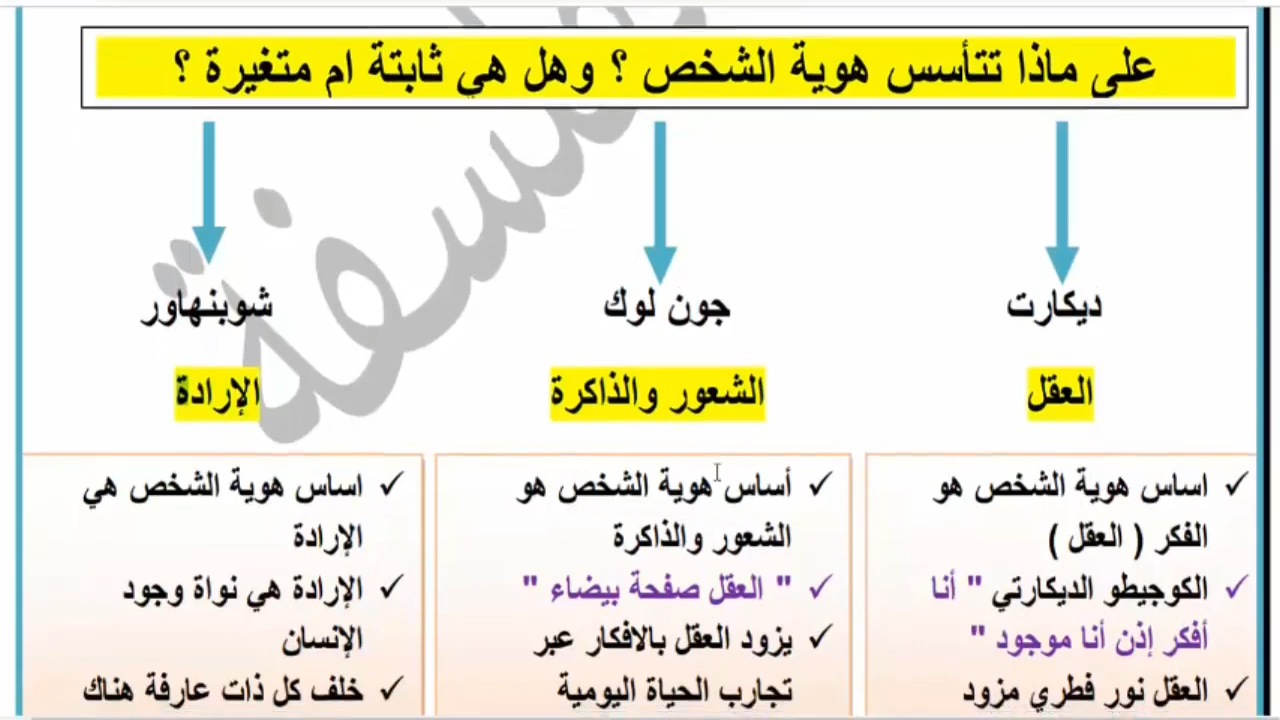 على ماذا تتأسس هوية الشخص ؟ وهل هي ثابتة ام متغيرة ؟
ديكارت
العقل
اساس هوية الشخص هو
الفكر ( العقل )
الكوجيطو الديكارتي " أنا
أفكر إذن أنا موجود "
العقل نور فطري مزود
جون لوك
الشعور والذاكرة
أساس هوية الشخص هو
الشعور والذاكرة
" العقل صفحة بيضاء "
يزود العقل بالافكار عبر
تجارب الحياة اليومية
شوبنهاور
الإرادة
اساس هوية الشخص هي
الإرادة
الإرادة هي نواة وجود
الإنسان
خلف كل ذات عارفة هناك